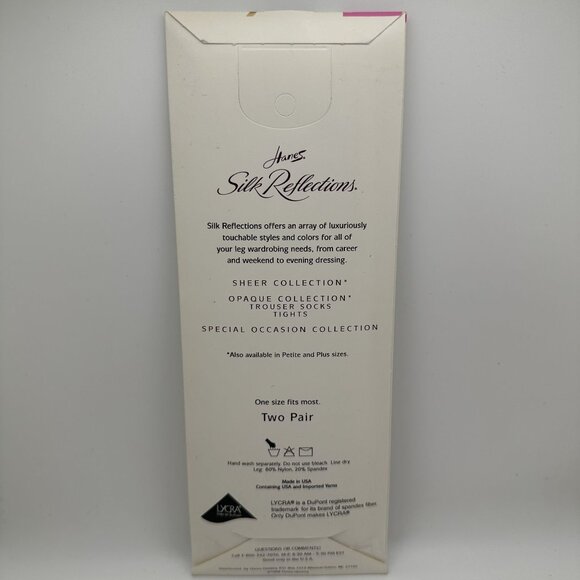 Hanes.
Silk Reflections.
Silk Reflections offers an array of luxuriously
touchable styles and colors for all of
your leg wardrobing needs, from career
and weekend to evening dressing.
SHEER COLLECTION*
OPAQUE COLLECTION*
TROUSER SOCKS
TIGHTS
SPECIAL OCCASION COLLECTION
*Also available in Petite and Plus sizes.
One size fits most.
Two Pair
Hand wash separately. Do not use bleach. Line dry.
Leg: 80% Nylon, 20% Spandex
Made in USA
Containing USA and Imported Yarns
LYCRA
LYCRA® is a DuPont registered
trademark for its brand of spandex fiber.
Only DuPont makes LYCRA®
QUESTIONS OR COMMENTS?
Good only in the U.S.A.